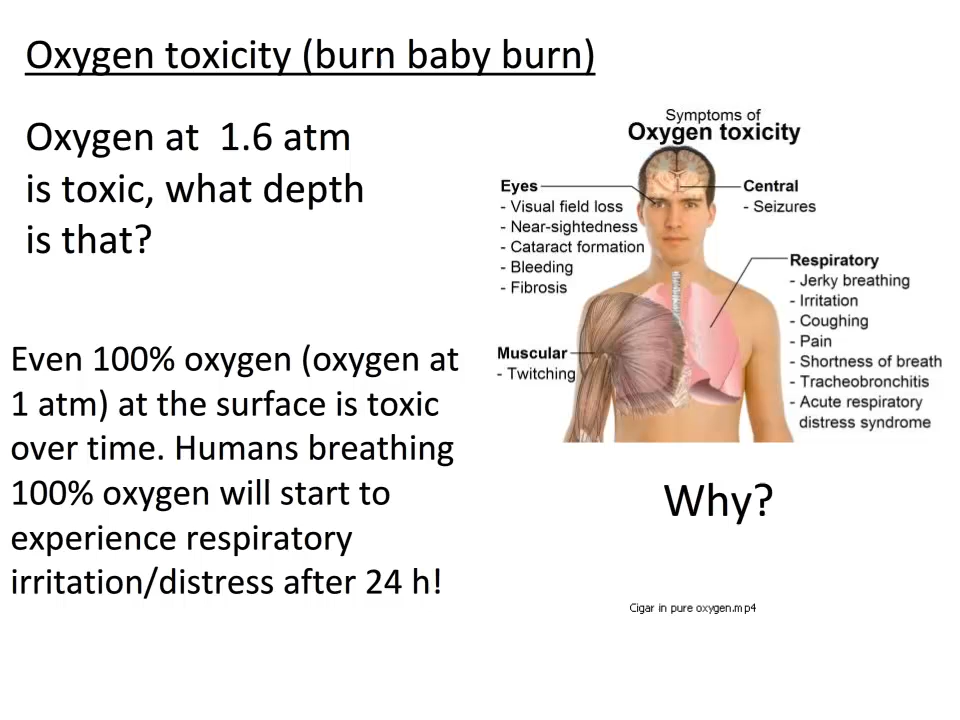 Oxygen toxicity (burn baby burn)
Oxygen at  1.6 atm
is toxic, what depth
is that?
Even 100% oxygen (oxygen at
1 atm) at the surface is toxic
over time. Humans breathing
100% oxygen will start to
experience respiratory
irritation/distress after 24 h!
Symptoms of
Oxygen toxicity
Eyes
- Visual field loss
- Near-sightedness
- Cataract formation
- Bleeding
- Fibrosis
Central
- Seizures
Respiratory
- Jerky breathing
- Irritation
- Coughing
- Pain
- Shortness of breath
- Tracheobronchitis
- Acute respiratory
distress syndrome
Muscular
- Twitching
Why?
Cigar in pure oxygen.mp4